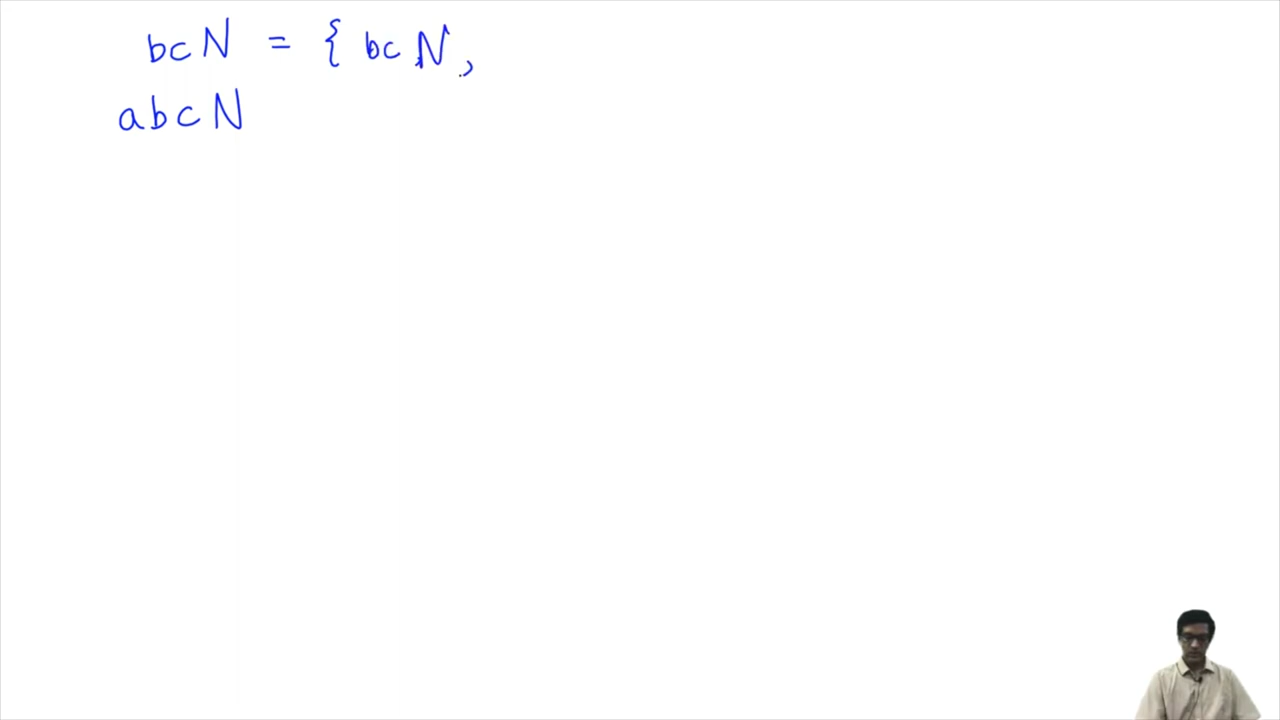 bcN = { bcN,
abcN